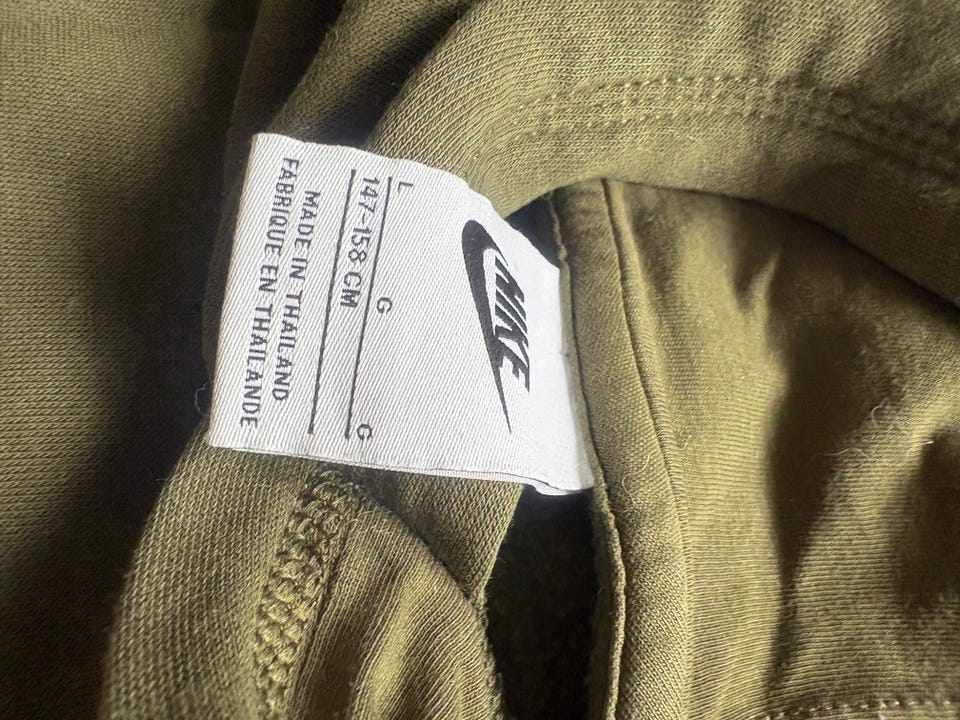 NIKE
L G G
147-158 CM
MADE IN THAILAND
FABRIQUE EN THAILANDE